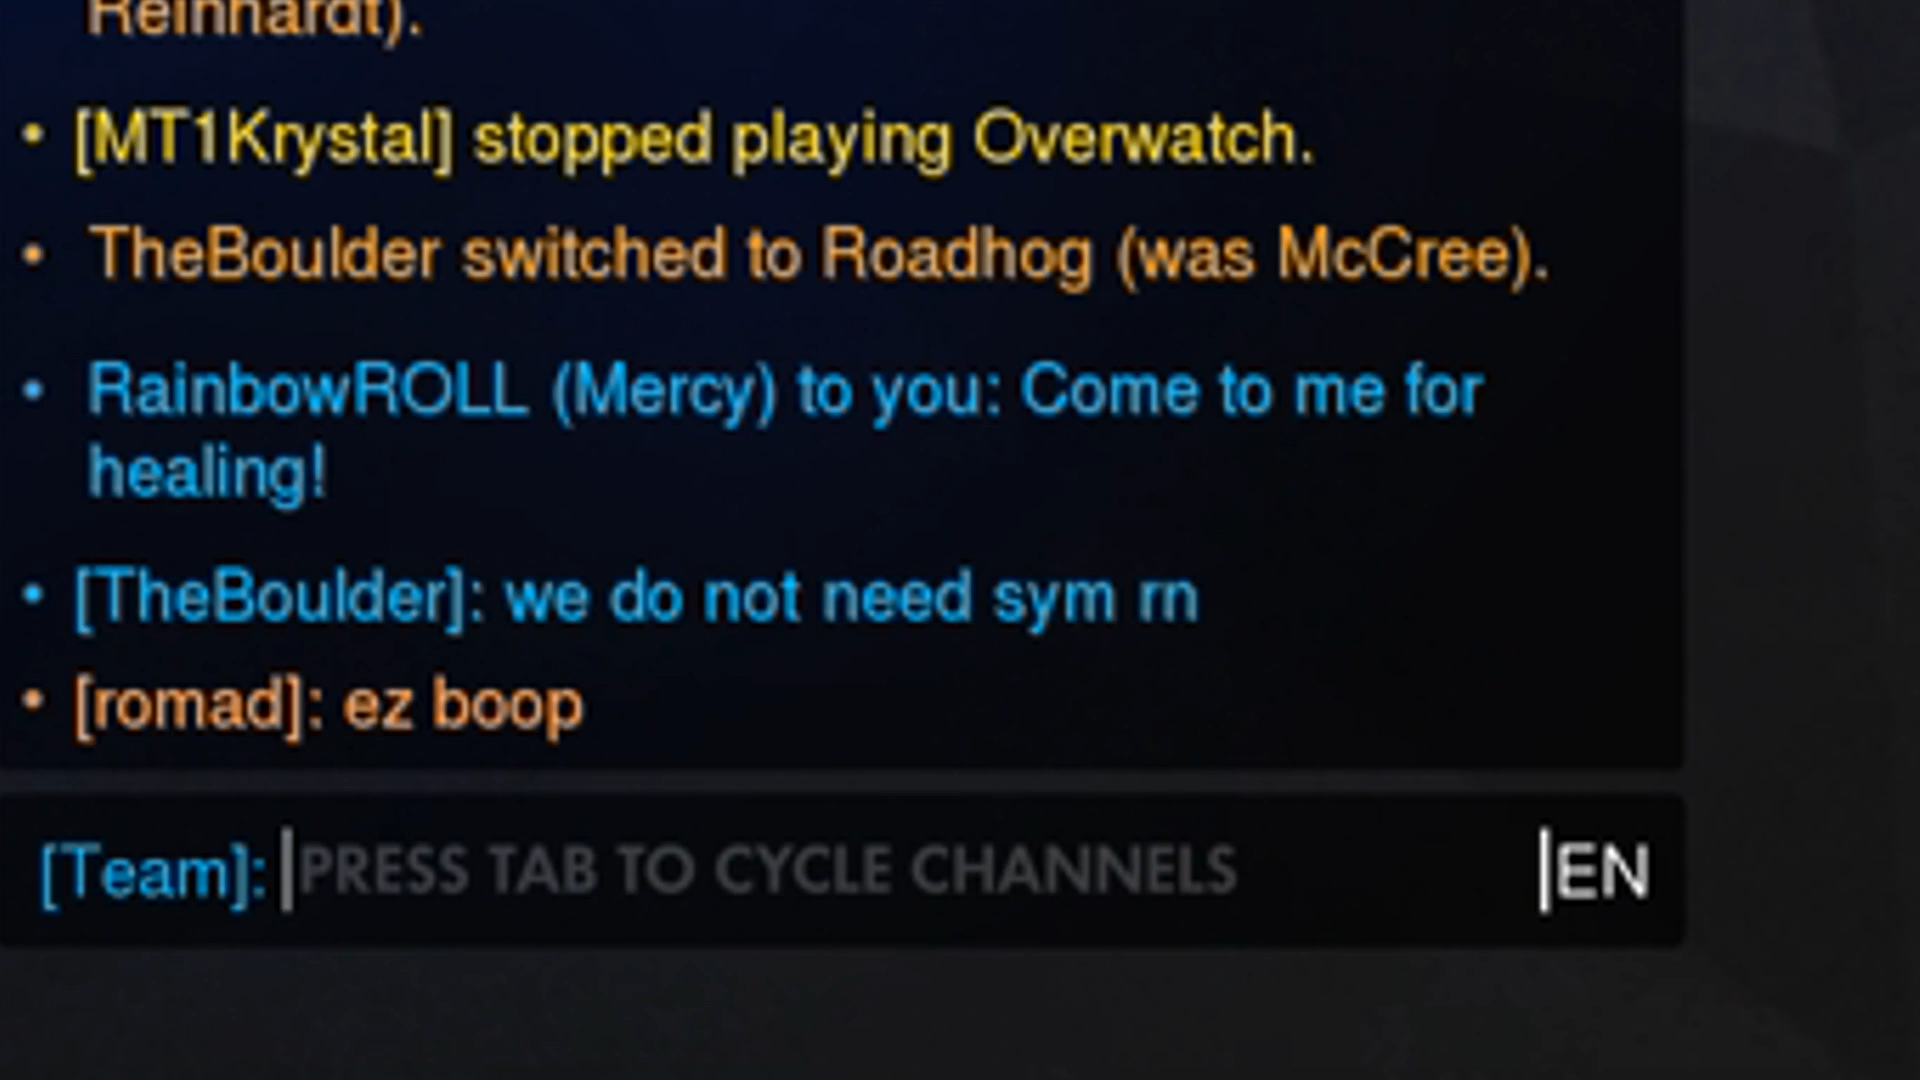 Reinhardt).
• [MT1Krystal] stopped playing Overwatch.
• TheBoulder switched to Roadhog (was McCree).
• RainbowROLL (Mercy) to you: Come to me for
healing!
• [TheBoulder]: we do not need sym rn
• [romad]: ez boop
[Team]: |PRESS TAB TO CYCLE CHANNELS |EN